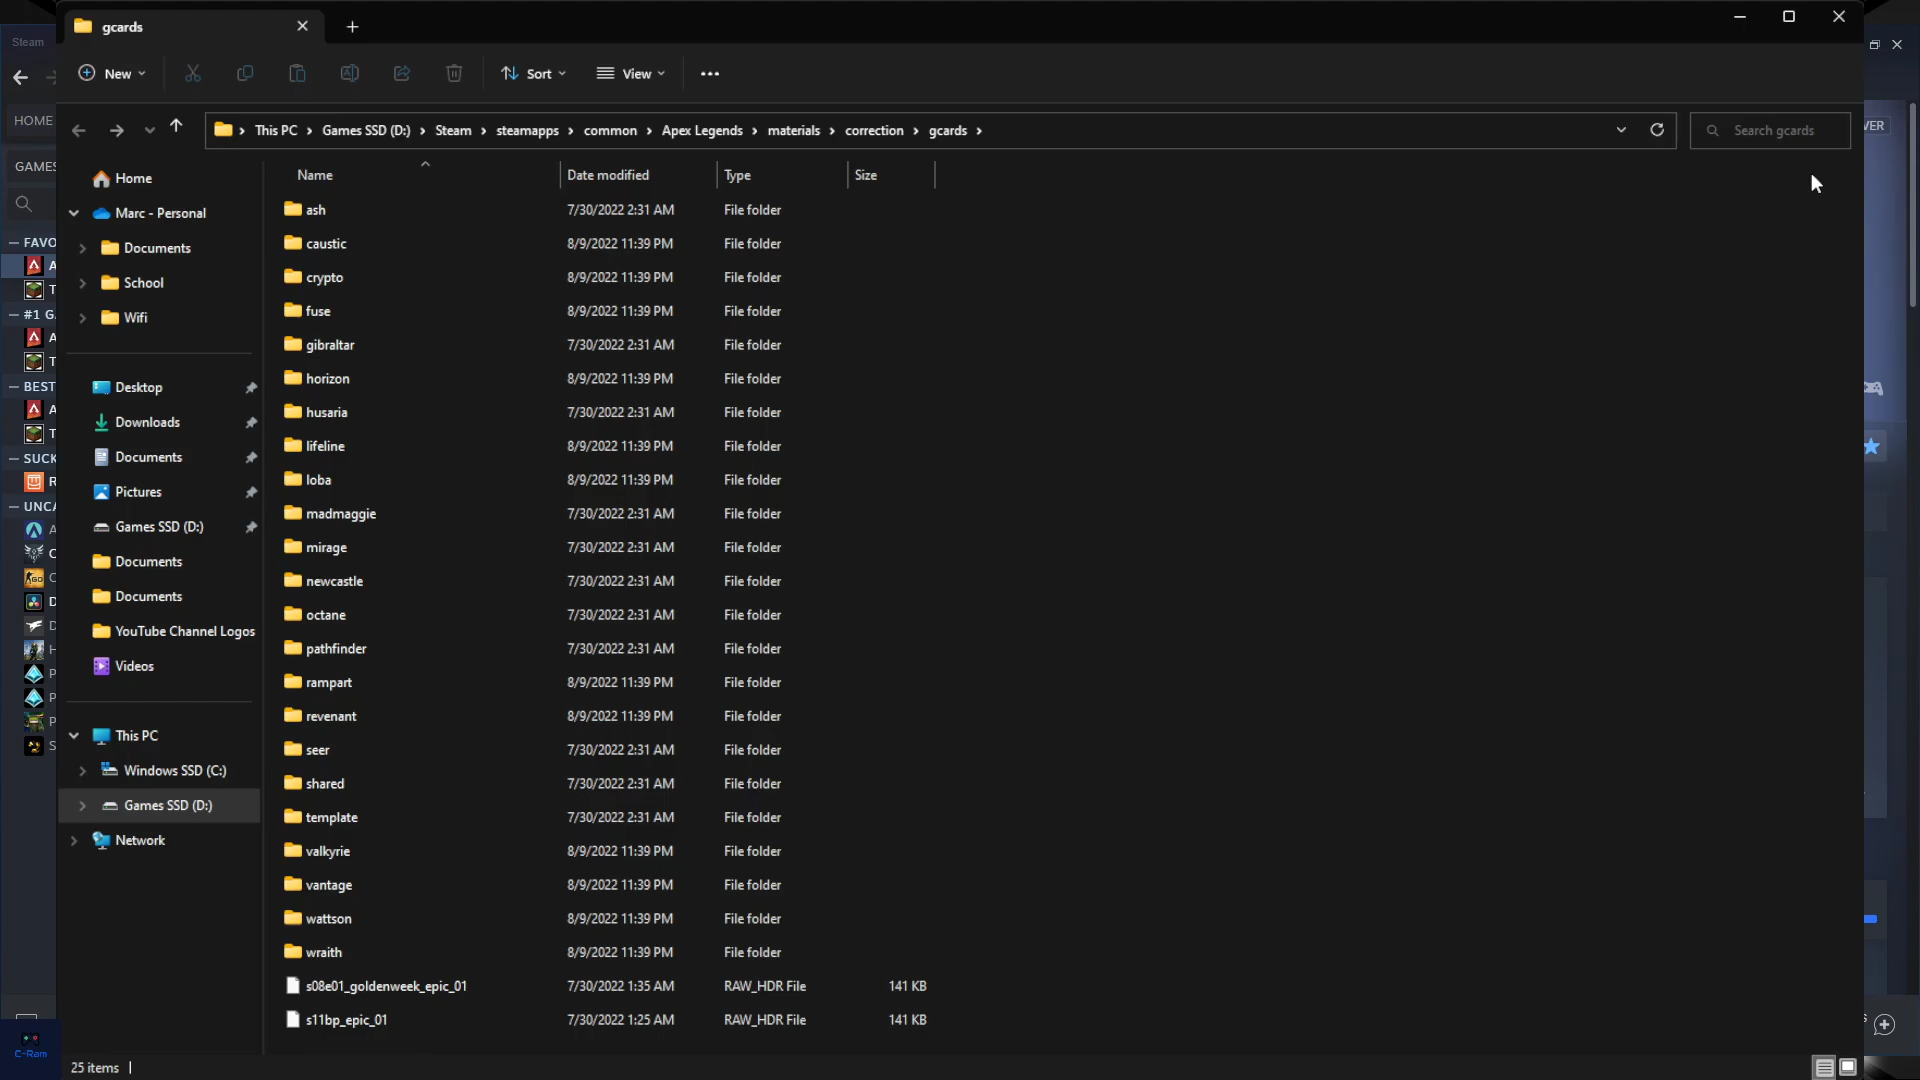 gcards
Steam
New
Sort
View
HOME
This PC
Games SSD (D:)
Steam
steamapps
common
Apex Legends
materials
correction
gcards
Search gcards
VER
GAMES
Home
Marc - Personal
Documents
School
Wifi
Desktop
Downloads
Documents
Pictures
Games SSD (D:)
Documents
Documents
YouTube Channel Logos
Videos
This PC
Windows SSD (C:)
Games SSD (D:)
Network
FAVO
#1 G
BEST
SUCK
UNCA
C-Ram
Name Date modified Type Size
ash 7/30/2022 2:31 AM File folder
caustic 8/9/2022 11:39 PM File folder
crypto 8/9/2022 11:39 PM File folder
fuse 8/9/2022 11:39 PM File folder
gibraltar 7/30/2022 2:31 AM File folder
horizon 8/9/2022 11:39 PM File folder
husaria 7/30/2022 2:31 AM File folder
lifeline 8/9/2022 11:39 PM File folder
loba 8/9/2022 11:39 PM File folder
madmaggie 7/30/2022 2:31 AM File folder
mirage 7/30/2022 2:31 AM File folder
newcastle 7/30/2022 2:31 AM File folder
octane 7/30/2022 2:31 AM File folder
pathfinder 7/30/2022 2:31 AM File folder
rampart 8/9/2022 11:39 PM File folder
revenant 8/9/2022 11:39 PM File folder
seer 7/30/2022 2:31 AM File folder
shared 7/30/2022 2:31 AM File folder
template 7/30/2022 2:31 AM File folder
valkyrie 8/9/2022 11:39 PM File folder
vantage 8/9/2022 11:39 PM File folder
wattson 8/9/2022 11:39 PM File folder
wraith 8/9/2022 11:39 PM File folder
s08e01_goldenweek_epic_01 7/30/2022 1:35 AM RAW_HDR File 141 KB
s11bp_epic_01 7/30/2022 1:25 AM RAW_HDR File 141 KB
25 items